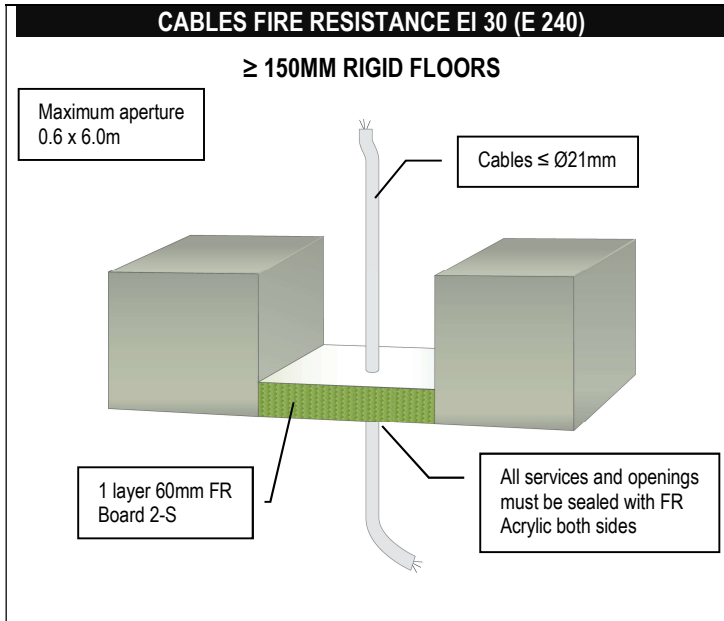 CABLES FIRE RESISTANCE EI 30 (E 240)
≥ 150MM RIGID FLOORS
Maximum aperture
0.6 x 6.0m
Cables ≤ Ø21mm
1 layer 60mm FR
Board 2-S
All services and openings
must be sealed with FR
Acrylic both sides